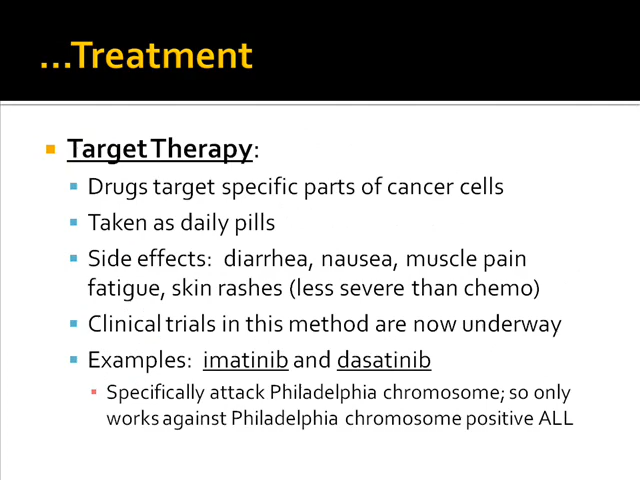 ...Treatment
Target Therapy:
Drugs target specific parts of cancer cells
Taken as daily pills
Side effects: diarrhea, nausea, muscle pain
fatigue, skin rashes (less severe than chemo)
Clinical trials in this method are now underway
Examples: imatinib and dasatinib
Specifically attack Philadelphia chromosome; so only
works against Philadelphia chromosome positive ALL